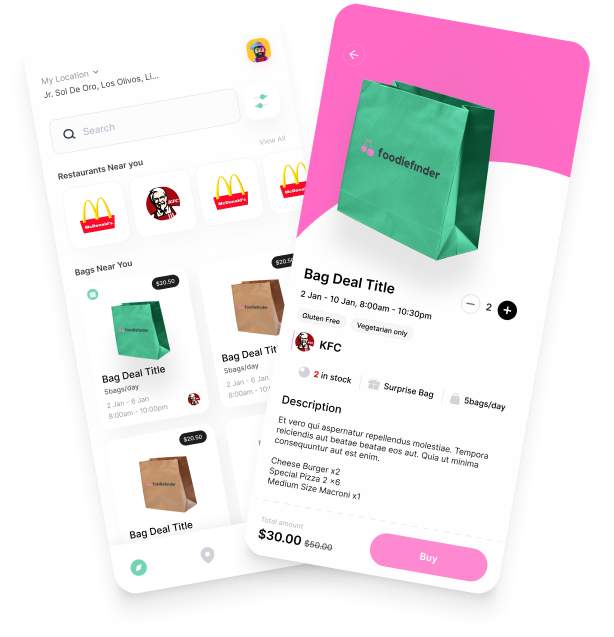 My Location
Jr. Sol De Oro, Los Olivos, Li...
Search
View All
Restaurants Near you
McDonald's
KFC
McDonald's
McDonald's
Bags Near You
$20.50
$20.50
foodiefinder
foodiefinder
Bag Deal Title
5bags/day
2 Jan - 6 Jan
8:00am - 10:00pm
Bag Deal Tit
5bags/day
2 Jan - 6 Jan
8:00am - 10:0
$20.50
foodiefinder
Bag Deal Title
foodiefinder
Bag Deal Title
2 Jan - 10 Jan, 8:00am - 10:30pm
2
Gluten Free
Vegetarian only
KFC
2 in stock
Surprise Bag
5bags/day
Description
Et vero qui aspernatur repellendus molestiae. Tempora
reiciendis aut beatae beatae eos aut. Quia ut minima
consequuntur aut est enim.
Cheese Burger x2
Special Pizza 2 ×6
Medium Size Macroni x1
Total amount
$30.00 $50.00
Buy